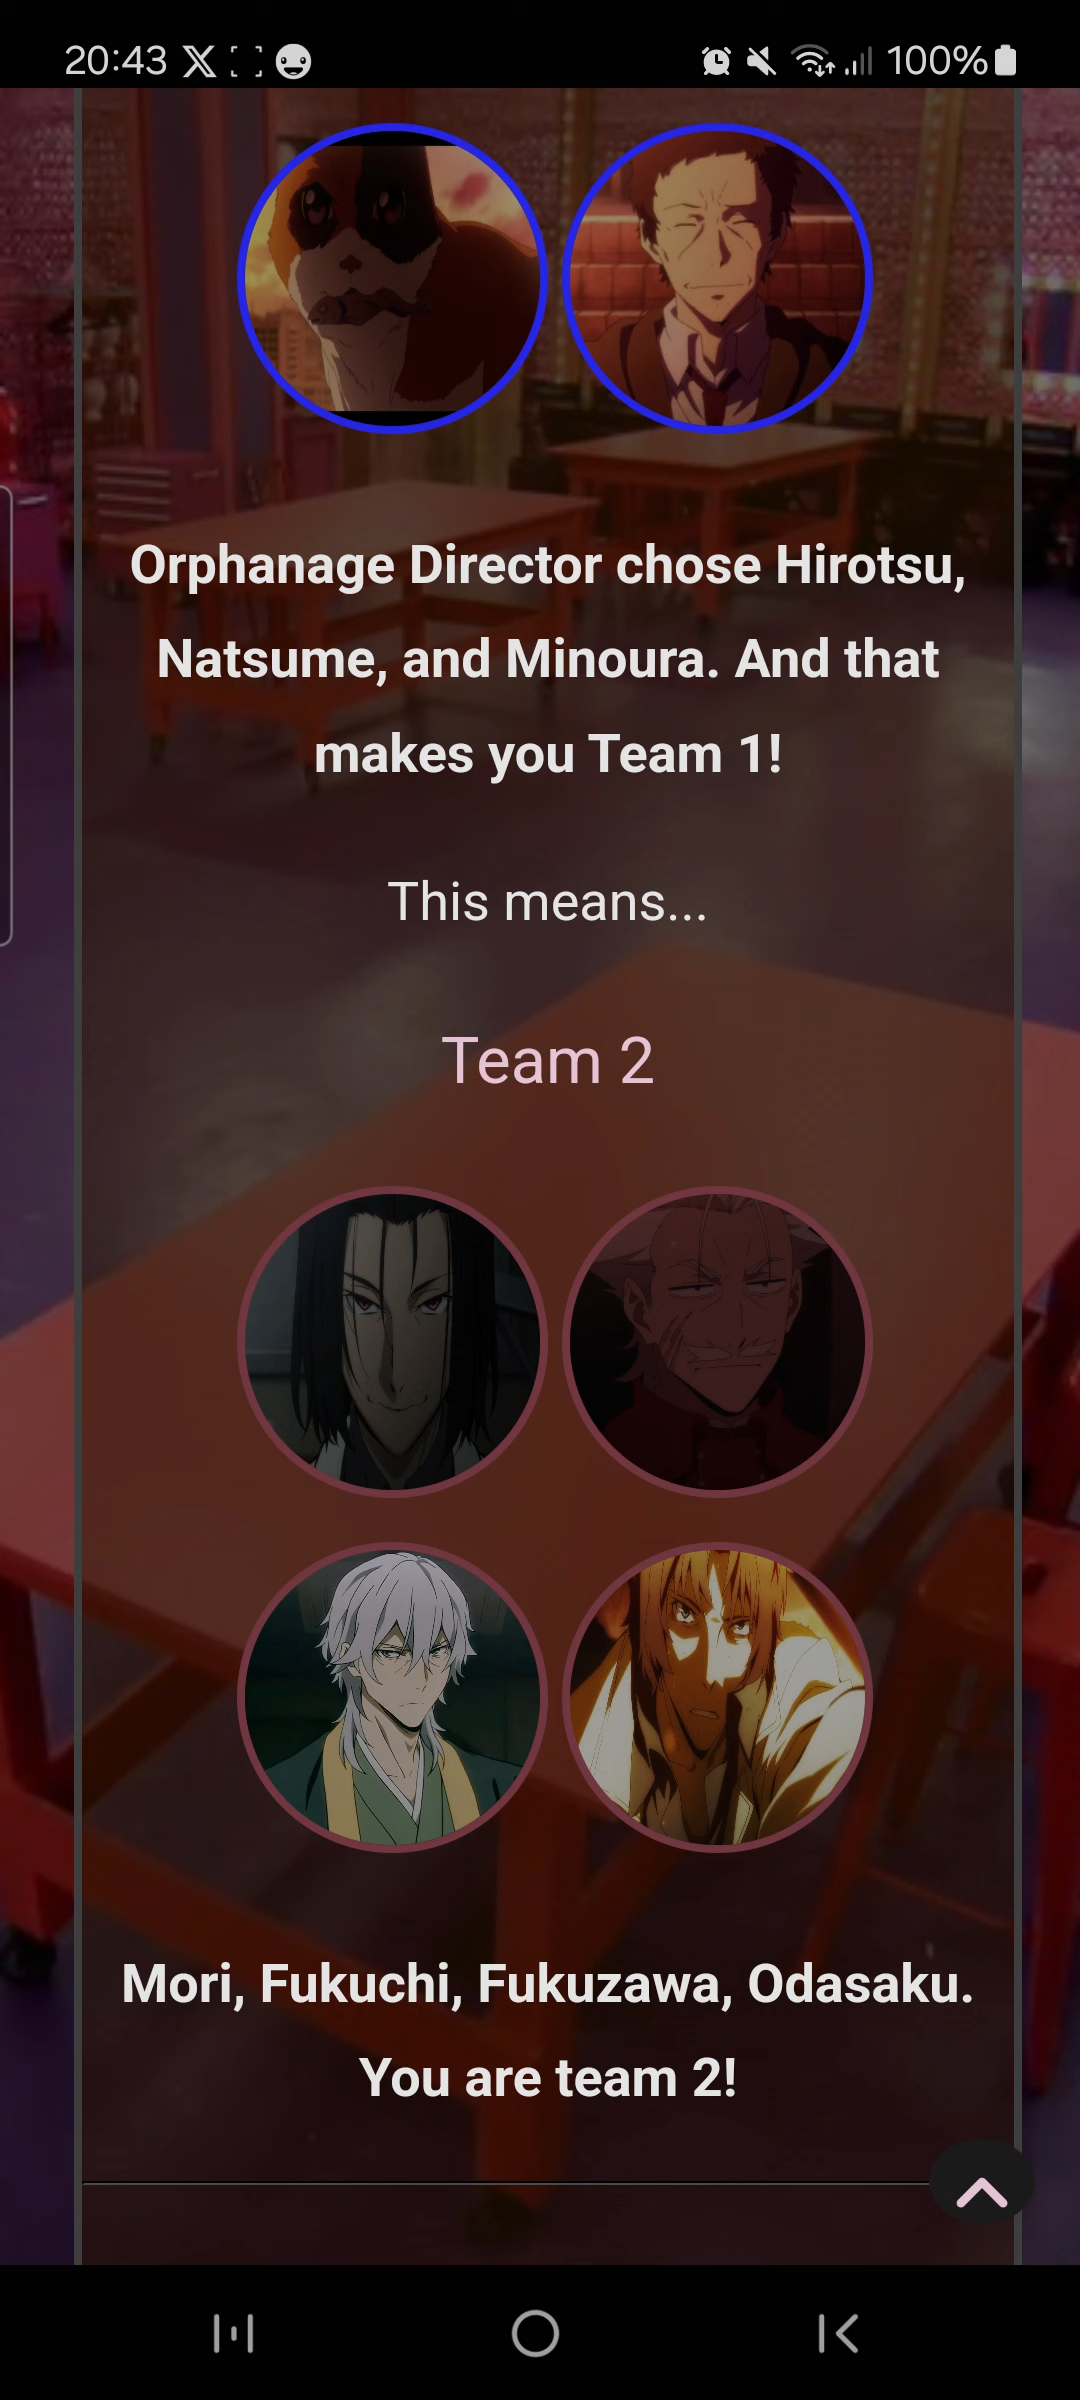 20:43
100%
Orphanage Director chose Hirotsu,
Natsume, and Minoura. And that
makes you Team 1!
This means...
Team 2
Mori, Fukuchi, Fukuzawa, Odasaku.
You are team 2!